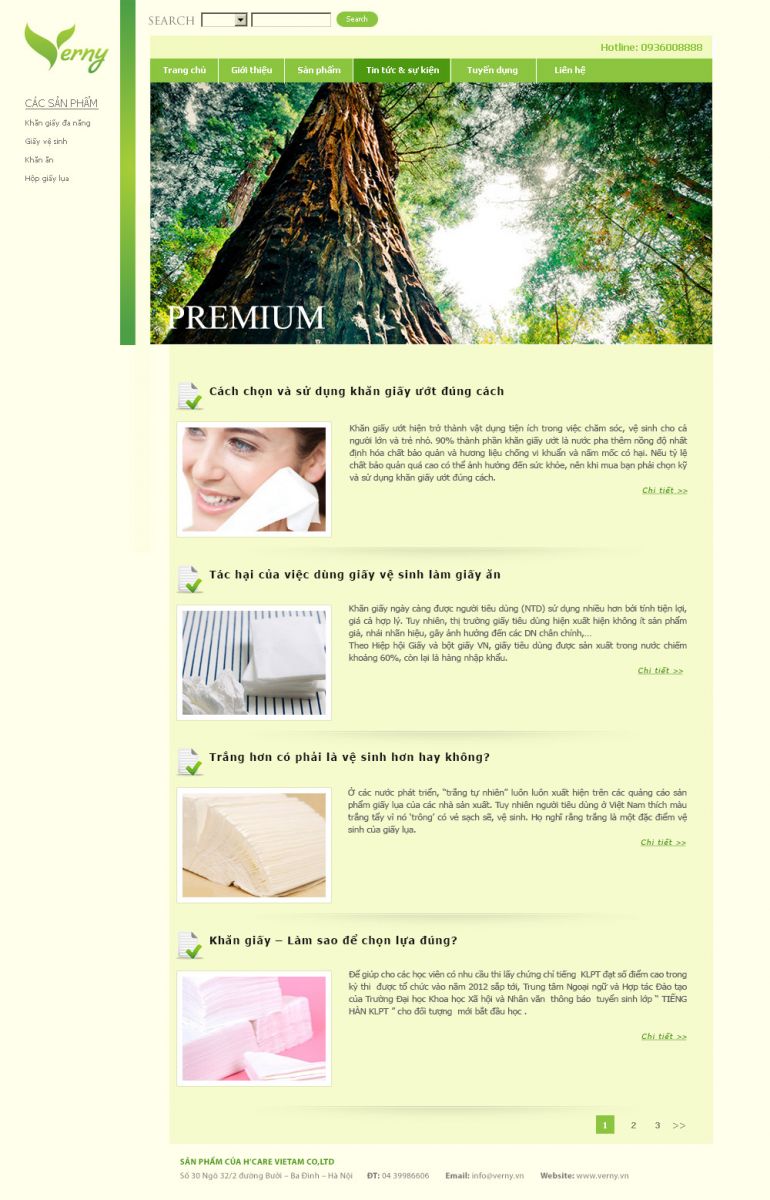 Verny
CÁC SẢN PHẨM
Khăn giấy đa năng
Giấy vệ sinh
Khăn ăn
Hộp giấy lụa
SEARCH
Search
Hotline: 0936008888
Trang chủ
Giới thiệu
Sản phẩm
Tin tức & sự kiện
Tuyển dụng
Liên hệ
PREMIUM
Cách chọn và sử dụng khăn giấy ướt đúng cách
Khăn giấy ướt hiện trở thành vật dụng tiện ích trong việc chăm sóc, vệ sinh cho cả
người lớn và trẻ nhỏ. 90% thành phần khăn giấy ướt là nước pha thêm nồng độ nhất
định hóa chất bảo quản và hương liệu chống vi khuẩn và nấm mốc có hại. Nếu tỷ lệ
chất bảo quản quá cao có thể ảnh hưởng đến sức khỏe, nên khi mua bạn phải chọn kỹ
và sử dụng khăn giấy ướt đúng cách.
Chi tiết >>
Tác hại của việc dùng giấy vệ sinh làm giấy ăn
Khăn giấy ngày càng được người tiêu dùng (NTD) sử dụng nhiều hơn bởi tính tiện lợi,
giá cả hợp lý. Tuy nhiên, thị trường giấy tiêu dùng hiện xuất hiện không ít sản phẩm
giả, nhái nhãn hiệu, gây ảnh hưởng đến các DN chân chính,...
Theo Hiệp hội Giấy và bột giấy VN, giấy tiêu dùng được sản xuất trong nước chiếm
khoảng 60%, còn lại là hàng nhập khẩu.
Chi tiết >>
Trắng hơn có phải là vệ sinh hơn hay không?
Ở các nước phát triển, “trắng tự nhiên” luôn luôn xuất hiện trên các quảng cáo sản
phẩm giấy lụa của các nhà sản xuất. Tuy nhiên người tiêu dùng ở Việt Nam thích màu
trắng tẩy vì nó ‘trông’ có vẻ sạch sẽ, vệ sinh. Họ nghĩ rằng trắng là một đặc điểm vệ
sinh của giấy lụa.
Chi tiết >>
Khăn giấy – Làm sao để chọn lựa đúng?
Để giúp cho các học viên có nhu cầu thi lấy chứng chỉ tiếng KLPT đạt số điểm cao trong
kỳ thi được tổ chức vào năm 2012 sắp tới, Trung tâm Ngoại ngữ và Hợp tác Đào tạo
của Trường Đại học Khoa học Xã hội và Nhân văn thông báo tuyển sinh lớp “ TIẾNG
HÀN KLPT ” cho đối tượng mới bắt đầu học .
Chi tiết >>
1 2 3 >>
SẢN PHẨM CỦA H'CARE VIETAM CO,LTD
Số 30 Ngõ 32/2 đường Bưởi – Ba Đình – Hà Nội ĐT: 04 39986606 Email: info@verny.vn Website: www.verny.vn